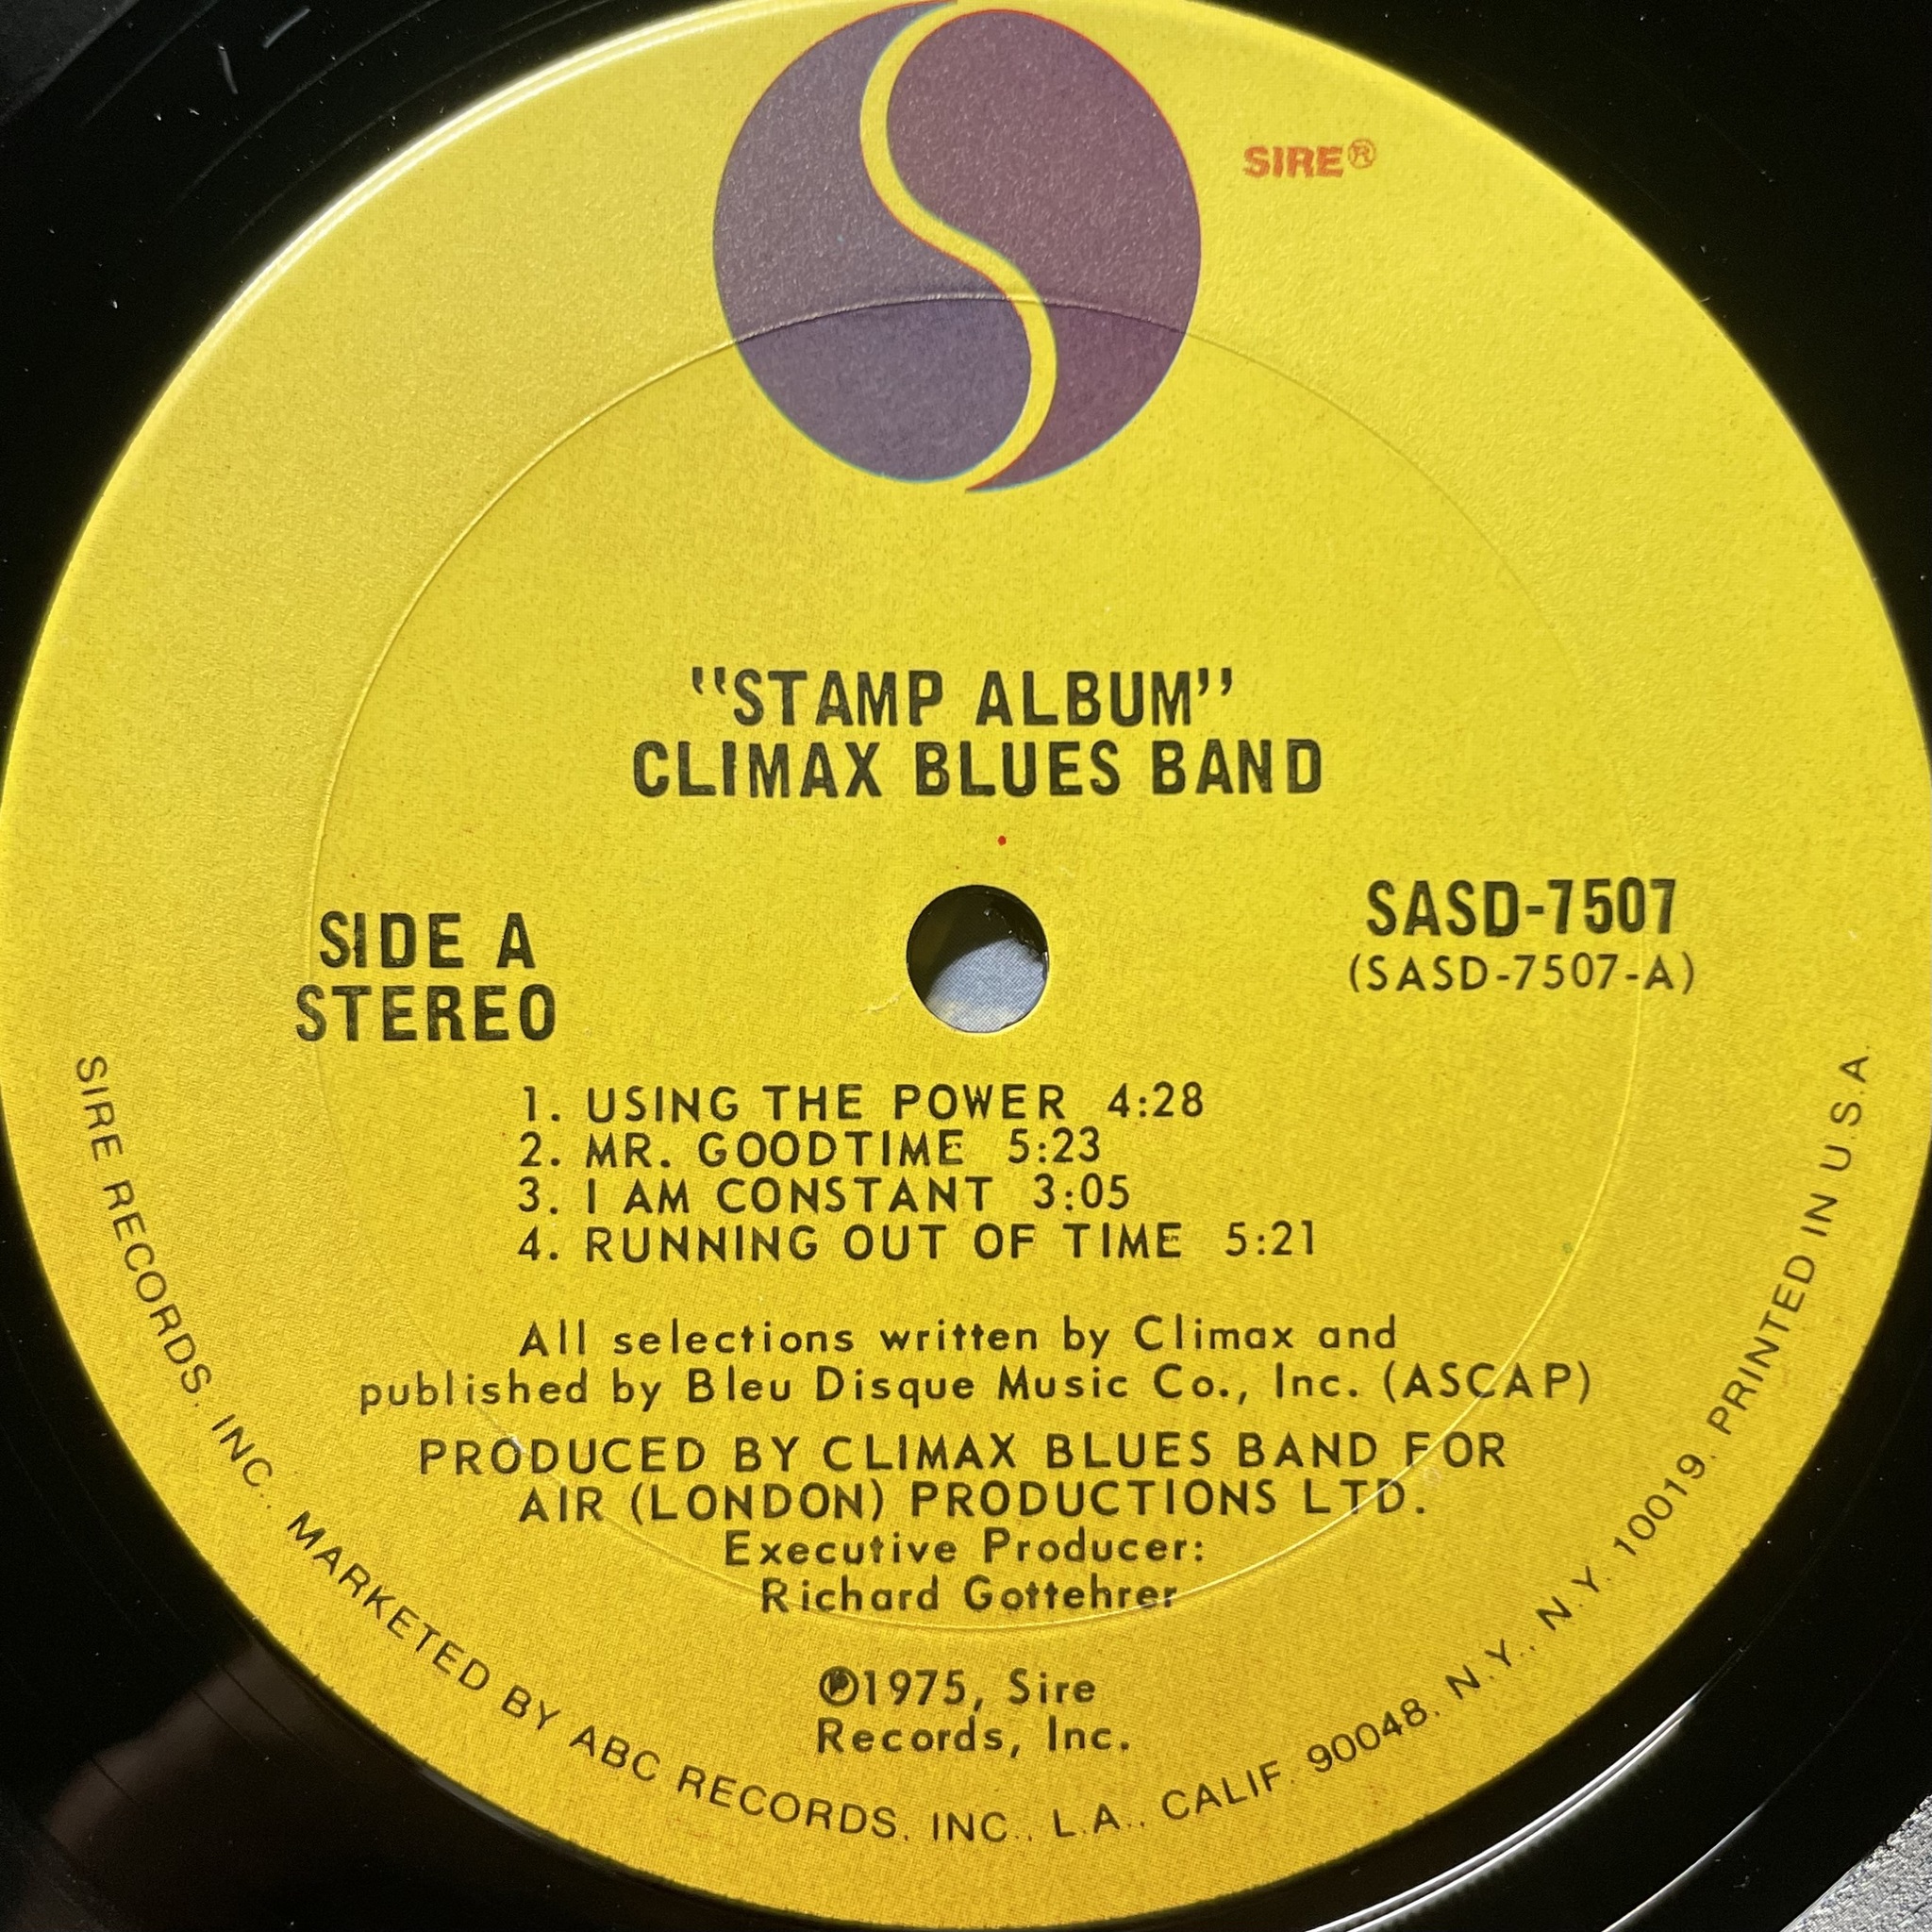 SIRE®
"STAMP ALBUM"
CLIMAX BLUES BAND
SIDE A
STEREO
SASD-7507
(SASD-7507-A)
1. USING THE POWER 4:28
2. MR. GOODTIME 5:23
3. I AM CONSTANT 3:05
4. RUNNING OUT OF TIME 5:21
All selections written by Climax and
published by Bleu Disque Music Co., Inc. (ASCAP)
PRODUCED BY CLIMAX BLUES BAND FOR
AIR (LONDON) PRODUCTIONS LTD.
Executive Producer:
Richard Gottehrer
℗1975, Sire
Records, Inc.
SIRE RECORDS, INC., MARKETED BY ABC RECORDS, INC., L.A., CALIF. 90048, N.Y., N.Y. 10019. PRINTED IN U.S.A.